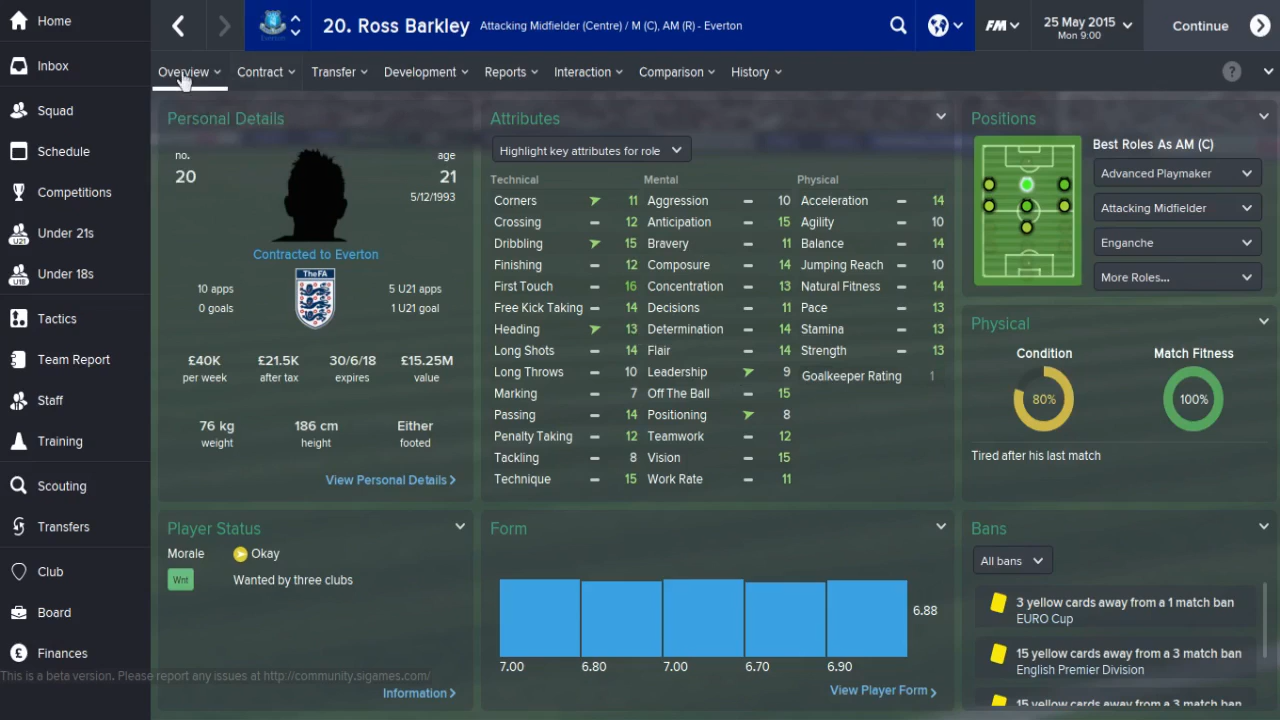 Home
Inbox
Squad
Schedule
Competitions
U21 Under 21s
U18 Under 18s
Tactics
Team Report
Staff
Training
Scouting
Transfers
Club
Board
Finances
Everton
20. Ross Barkley
Attacking Midfielder (Centre) / M (C), AM (R) - Everton
FM
25 May 2015
Mon 9:00
Continue
Overview
Contract
Transfer
Development
Reports
Interaction
Comparison
History
?
Personal Details
no.
20
age
21
5/12/1993
Contracted to Everton
The FA
10 apps
0 goals
5 U21 apps
1 U21 goal
£40K
per week
£21.5K
after tax
30/6/18
expires
£15.25M
value
76 kg
weight
186 cm
height
Either
footed
View Personal Details
Attributes
Highlight key attributes for role
Technical
Corners 11
Crossing 12
Dribbling 15
Finishing 12
First Touch 16
Free Kick Taking 14
Heading 13
Long Shots 14
Long Throws 10
Marking 7
Passing 14
Penalty Taking 12
Tackling 8
Technique 15
Mental
Aggression 10
Anticipation 15
Bravery 11
Composure 14
Concentration 13
Decisions 11
Determination 14
Flair 14
Leadership 9
Off The Ball 15
Positioning 8
Teamwork 12
Vision 15
Work Rate 11
Physical
Acceleration 14
Agility 10
Balance 14
Jumping Reach 10
Natural Fitness 14
Pace 13
Stamina 13
Strength 13
Goalkeeper Rating 1
Positions
Best Roles As AM (C)
Advanced Playmaker
Attacking Midfielder
Enganche
More Roles...
Physical
Condition
80%
Match Fitness
100%
Tired after his last match
Player Status
Morale Okay
Wnt Wanted by three clubs
Information
This is a beta version. Please report any issues at http://community.sigames.com/
Form
6.88
7.00 6.80 7.00 6.70 6.90
View Player Form
Bans
All bans
3 yellow cards away from a 1 match ban
EURO Cup
15 yellow cards away from a 3 match ban
English Premier Division
15 yellow cards away from a 3 match ban